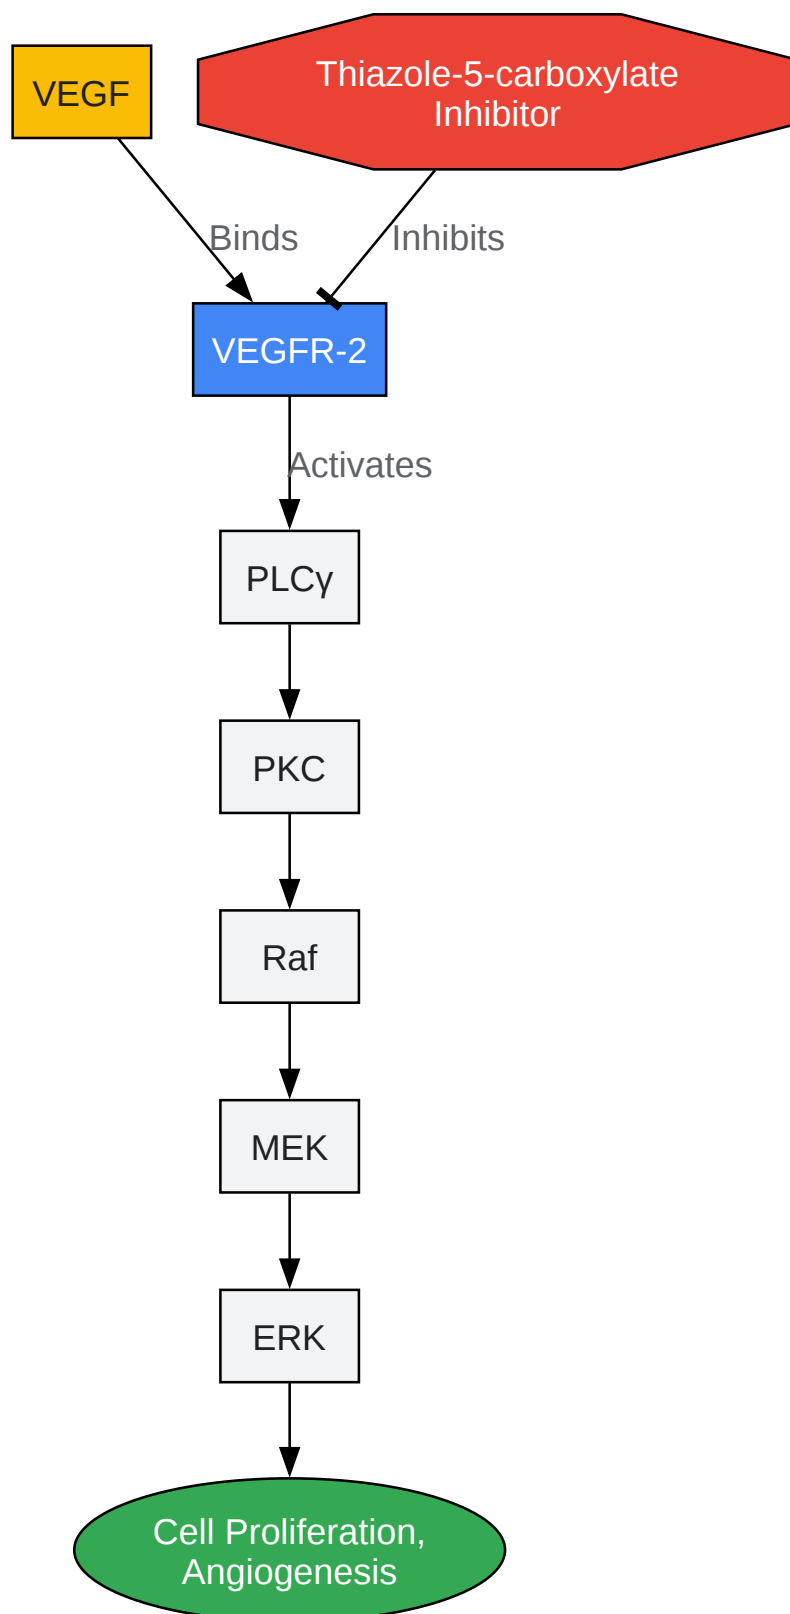 VEGF
Thiazole-5-carboxylate
Inhibitor
Binds
Inhibits
VEGFR-2
Activates
PLCγ
PKC
Raf
MEK
ERK
Cell Proliferation,
Angiogenesis